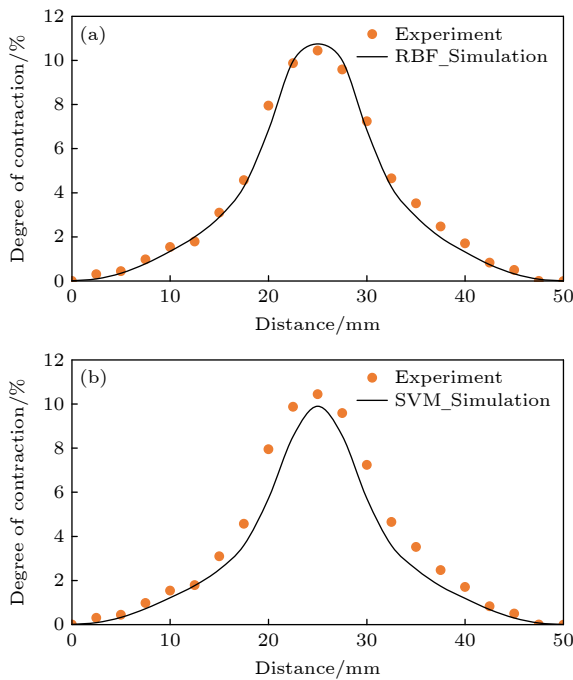 (a)
Experiment
RBF_Simulation
Degree of contraction/%
12
10
8
6
4
2
0
0 10 20 30 40 50
Distance/mm
(b)
Experiment
SVM_Simulation
Degree of contraction/%
12
10
8
6
4
2
0
0 10 20 30 40 50
Distance/mm